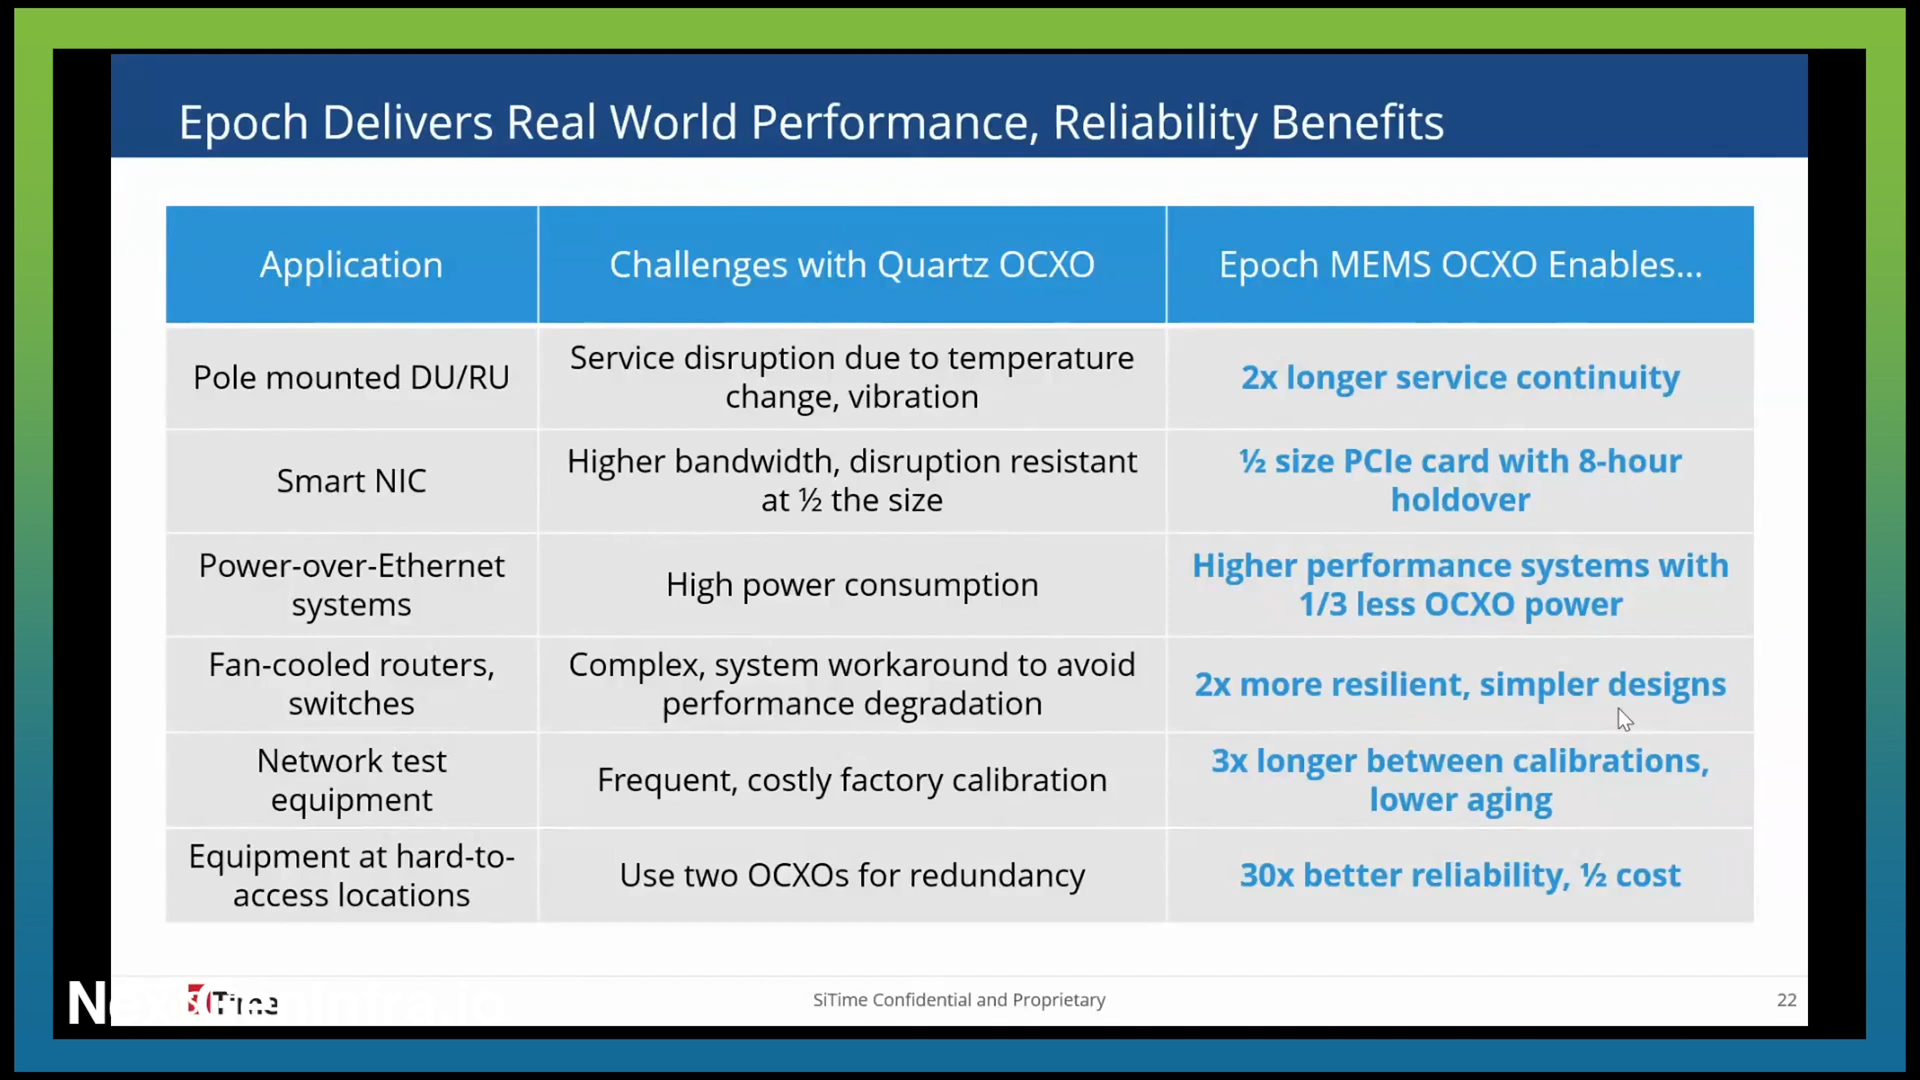 Epoch Delivers Real World Performance, Reliability Benefits
Application
Challenges with Quartz OCXO
Epoch MEMS OCXO Enables...
Pole mounted DU/RU
Service disruption due to temperature
change, vibration
2x longer service continuity
Smart NIC
Higher bandwidth, disruption resistant
at ½ the size
½ size PCIe card with 8-hour
holdover
Power-over-Ethernet
systems
High power consumption
Higher performance systems with
1/3 less OCXO power
Fan-cooled routers,
switches
Complex, system workaround to avoid
performance degradation
2x more resilient, simpler designs
Network test
equipment
Frequent, costly factory calibration
3x longer between calibrations,
lower aging
Equipment at hard-to-
access locations
Use two OCXOs for redundancy
30x better reliability, ½ cost
SiTime Confidential and Proprietary
22